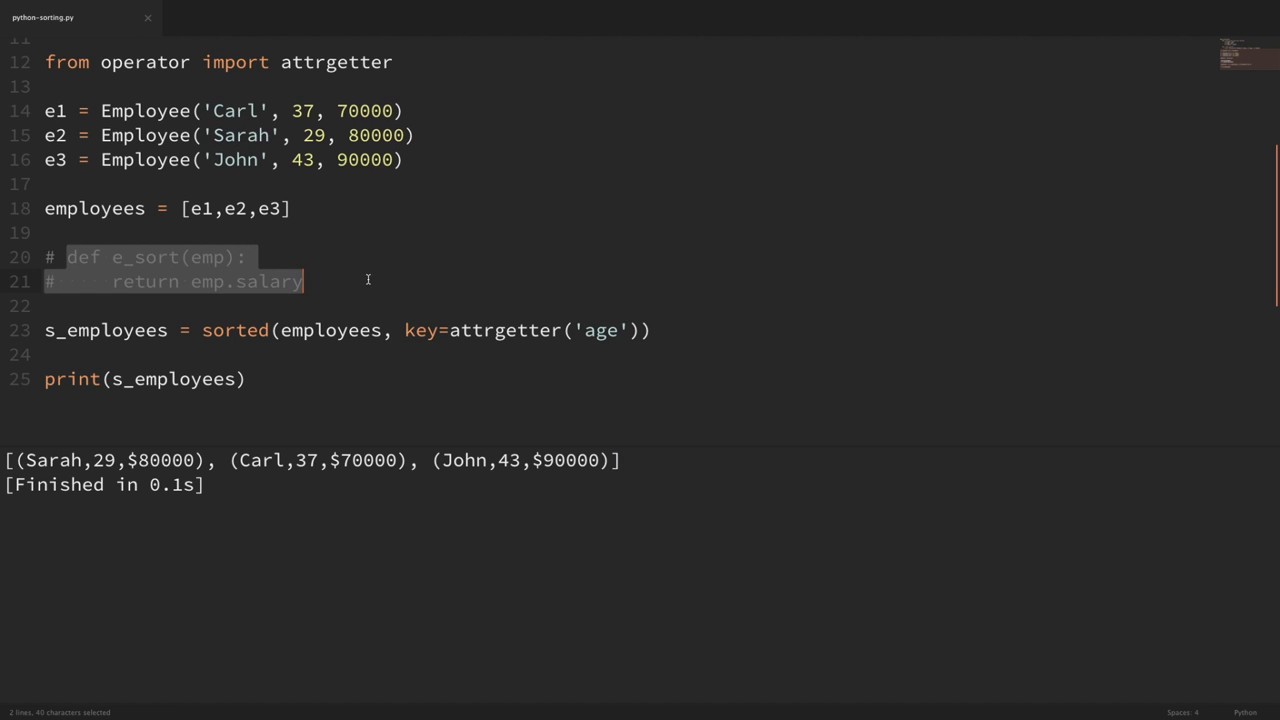 python-sorting.py ×
11
12 from operator import attrgetter
13
14 e1 = Employee('Carl', 37, 70000)
15 e2 = Employee('Sarah', 29, 80000)
16 e3 = Employee('John', 43, 90000)
17
18 employees = [e1,e2,e3]
19
20 # def e_sort(emp):
21 #     return emp.salary
22
23 s_employees = sorted(employees, key=attrgetter('age'))
24
25 print(s_employees)
[(Sarah,29,$80000), (Carl,37,$70000), (John,43,$90000)]
[Finished in 0.1s]
2 lines, 40 characters selected Spaces: 4 Python